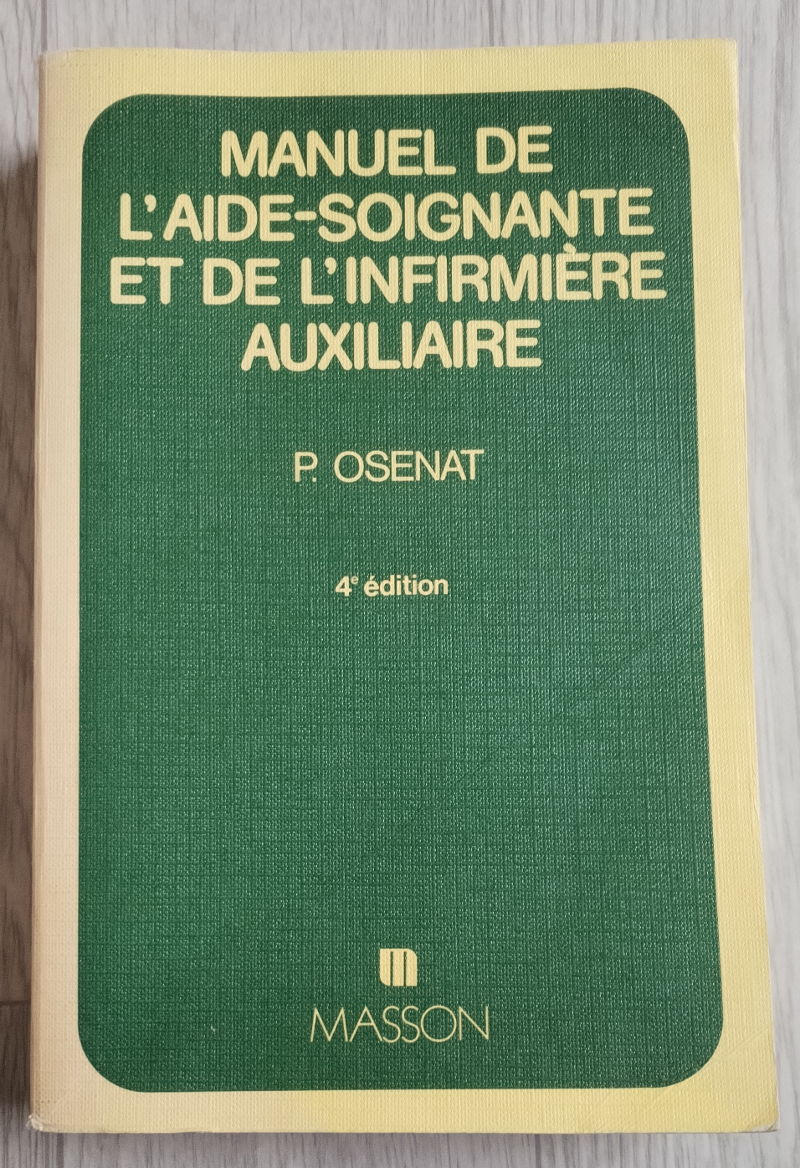 MANUEL DE
L'AIDE-SOIGNANTE
ET DE L'INFIRMIÈRE
AUXILIAIRE
P. OSENAT
4e édition
m
MASSON